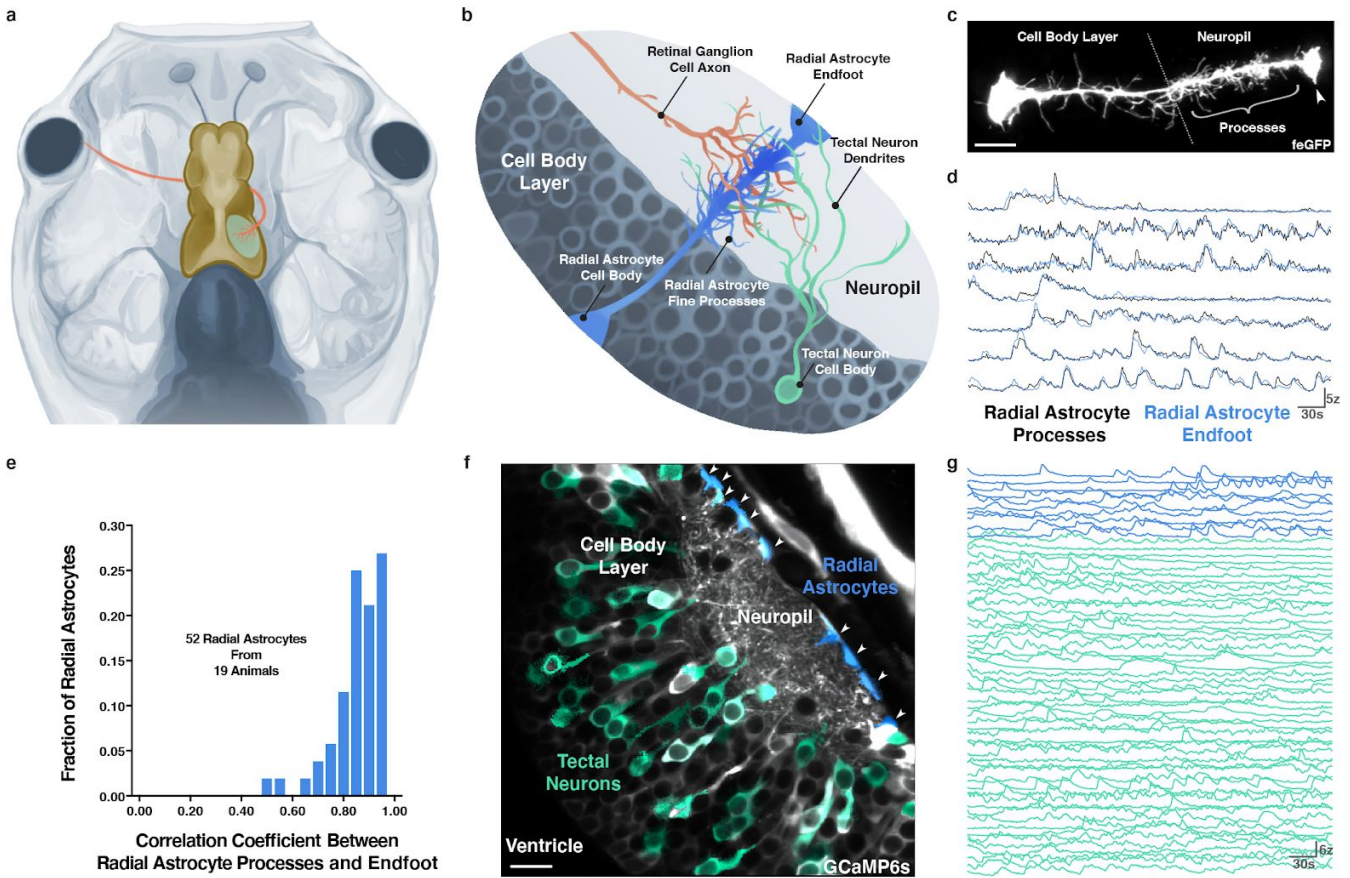 a
b
Retinal Ganglion
Cell Axon
Radial Astrocyte
Endfoot
Tectal Neuron
Dendrites
Cell Body
Layer
Radial Astrocyte
Cell Body
Radial Astrocyte
Fine Processes
Neuropil
Tectal Neuron
Cell Body
c
Cell Body Layer
Neuropil
Processes
feGFP
d
5z
30s
Radial Astrocyte
Processes
Radial Astrocyte
Endfoot
e
Fraction of Radial Astrocytes
0.30
0.25
0.20
0.15
0.10
0.05
0.00
52 Radial Astrocytes
From
19 Animals
0.00 0.20 0.40 0.60 0.80 1.00
Correlation Coefficient Between
Radial Astrocyte Processes and Endfoot
f
Cell Body
Layer
Radial
Astrocytes
Neuropil
Tectal
Neurons
Ventricle
GCaMP6s
g
6z
30s